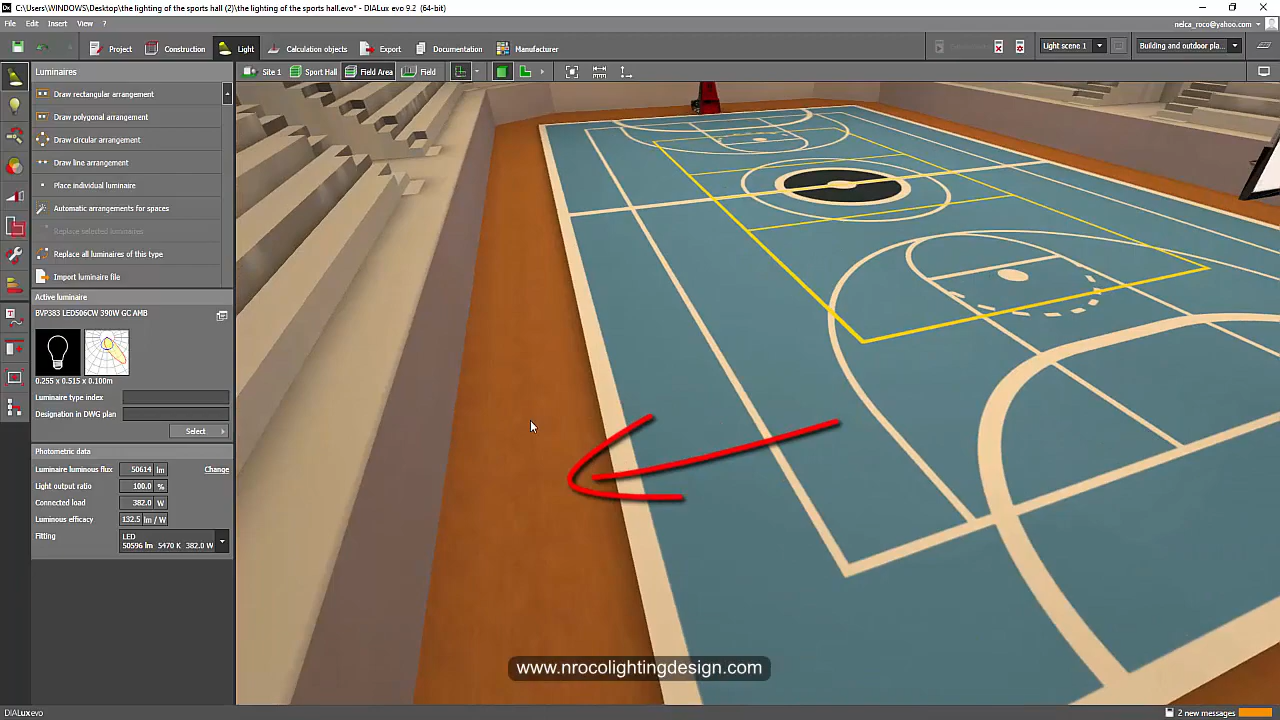 C:\Users\WINDOWS\Desktop\the lighting of the sports hall (2)\the lighting of the sports hall.evo* - DIALux evo 9.2 (64-bit)
File Edit Insert View ?
nelca_roco@yahoo.com
Project Construction Light Calculation objects Export Documentation Manufacturer
Light scene 1
Building and outdoor pla...
Luminaires
Site 1 Sport Hall Field Area Field
Draw rectangular arrangement
Draw polygonal arrangement
Draw circular arrangement
Draw line arrangement
Place individual luminaire
Automatic arrangements for spaces
Replace selected luminaires
Replace all luminaires of this type
Import luminaire file
Active luminaire
BVP383 LED506CW 390W GC AHB
0.255 x 0.515 x 0.100m
Luminaire type index
Designation in DWG plan
Select
Photometric data
Luminaire luminous flux 50614 lm Change
Light output ratio 100.0 %
Connected load 382.0 W
Luminous efficacy 132.5 lm / W
Fitting LED
50596 lm 5470 K 382.0 W
www.nrocolightingdesign.com
DIALux evo
2 new messages